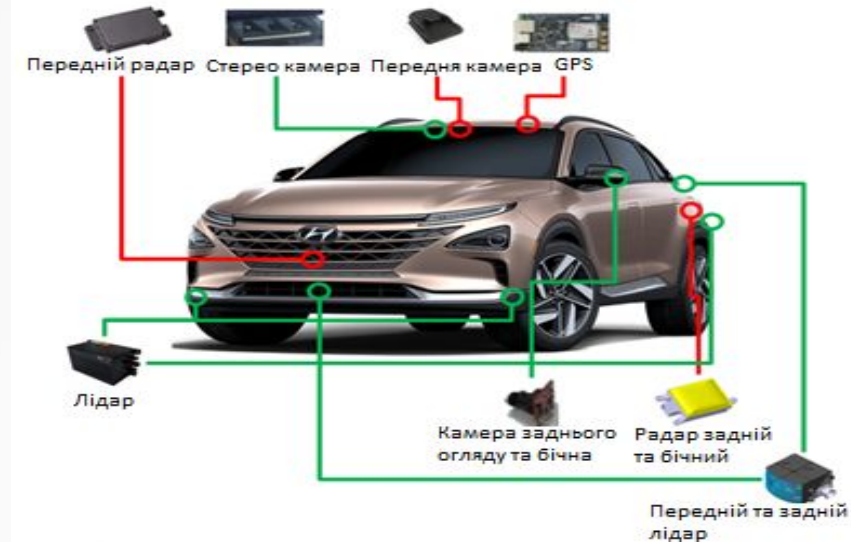 Передній радар
Стерео камера
Передня камера
GPS
Лідар
Камера заднього
огляду та бічна
Радар задній
та бічний
Передній та задній
лідар